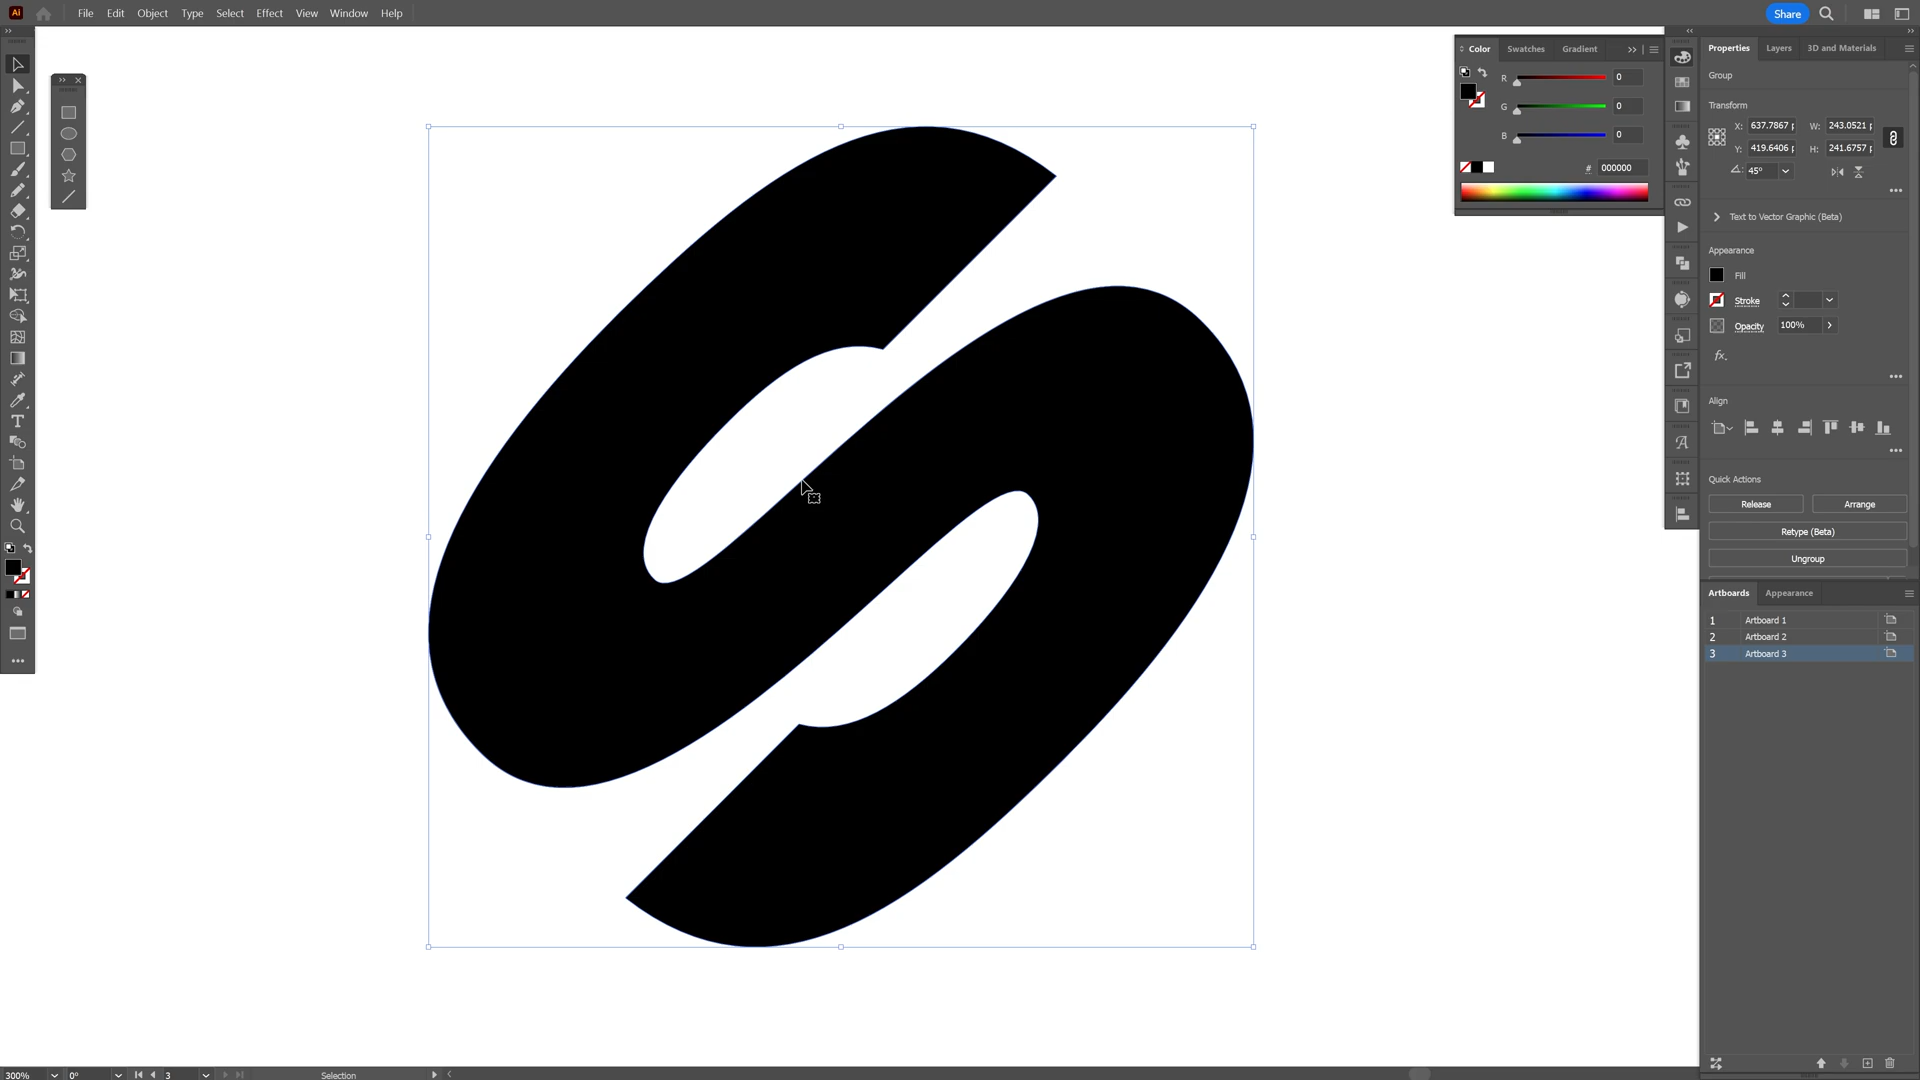 Ai File Edit Object Type Select Effect View Window Help Share
Color Swatches Gradient
R 0
G 0
B 0
# 000000
Properties Layers 3D and Materials
Group
Transform
X: 637.7867 W: 243.0521
Y: 419.6406 H: 241.6757
45°
Text to Vector Graphic (Beta)
Appearance
Fill
Stroke
Opacity 100%
fx.
Align
Quick Actions
Release Arrange
Retype (Beta)
Ungroup
Artboards Appearance
1 Artboard 1
2 Artboard 2
3 Artboard 3
S
300% 0° 3 Selection